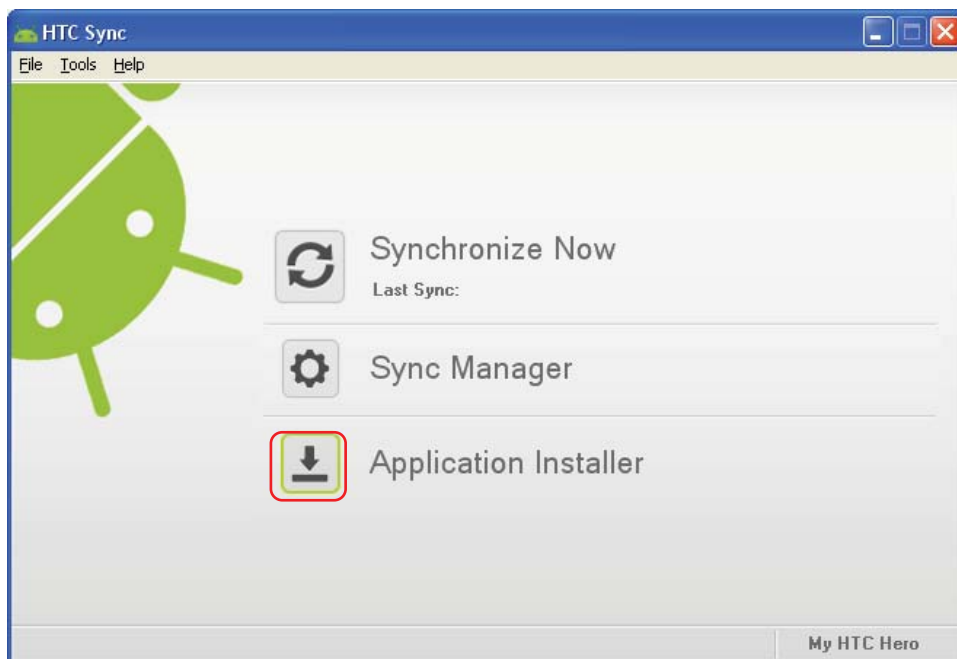 HTC Sync
File Tools Help
Synchronize Now
Last Sync:
Sync Manager
Application Installer
My HTC Hero